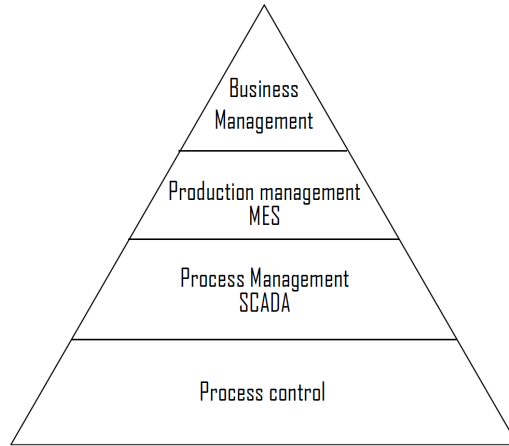 Business
Management
Production management
MES
Process Management
SCADA
Process control